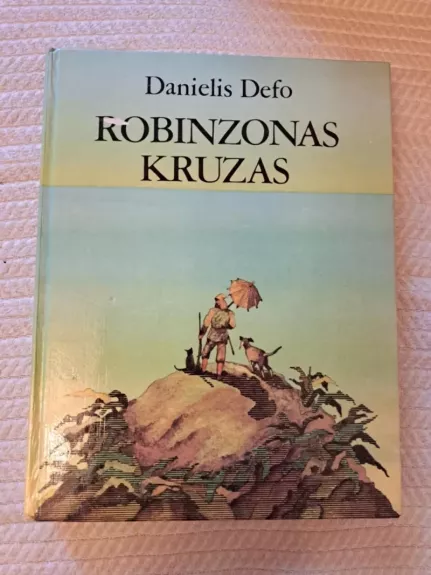 Danielis Defo
ROBINZONAS
KRUZAS